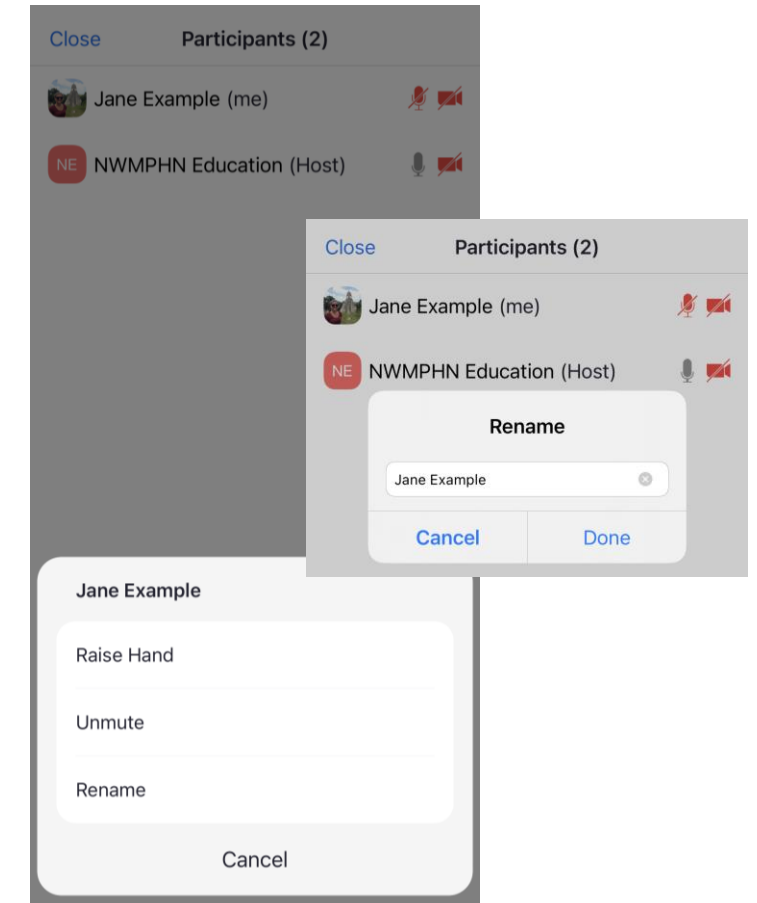 Close Participants (2)
Jane Example (me)
NE NWMPHN Education (Host)
Jane Example
Raise Hand
Unmute
Rename
Cancel
Close Participants (2)
Jane Example (me)
NE NWMPHN Education (Host)
Rename
Jane Example
Cancel Done